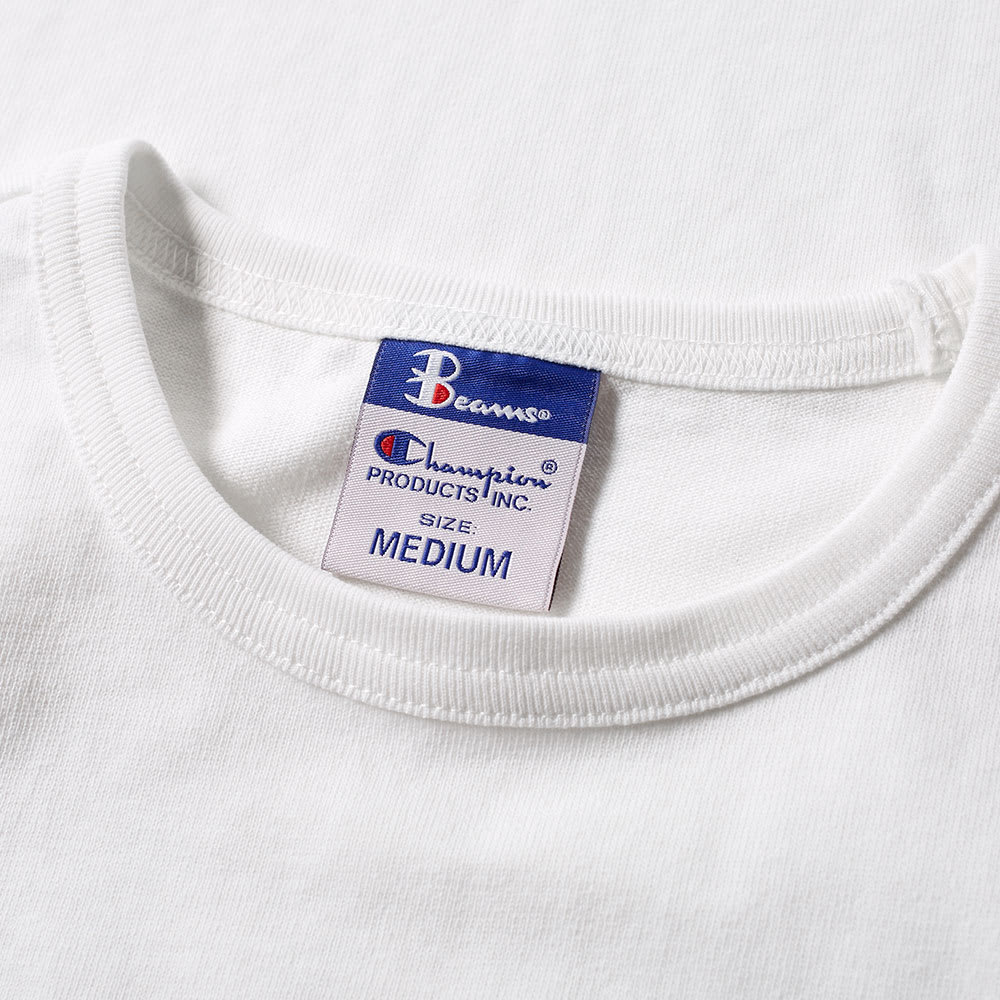 Beams®
Champion®
PRODUCTS INC.
SIZE:
MEDIUM